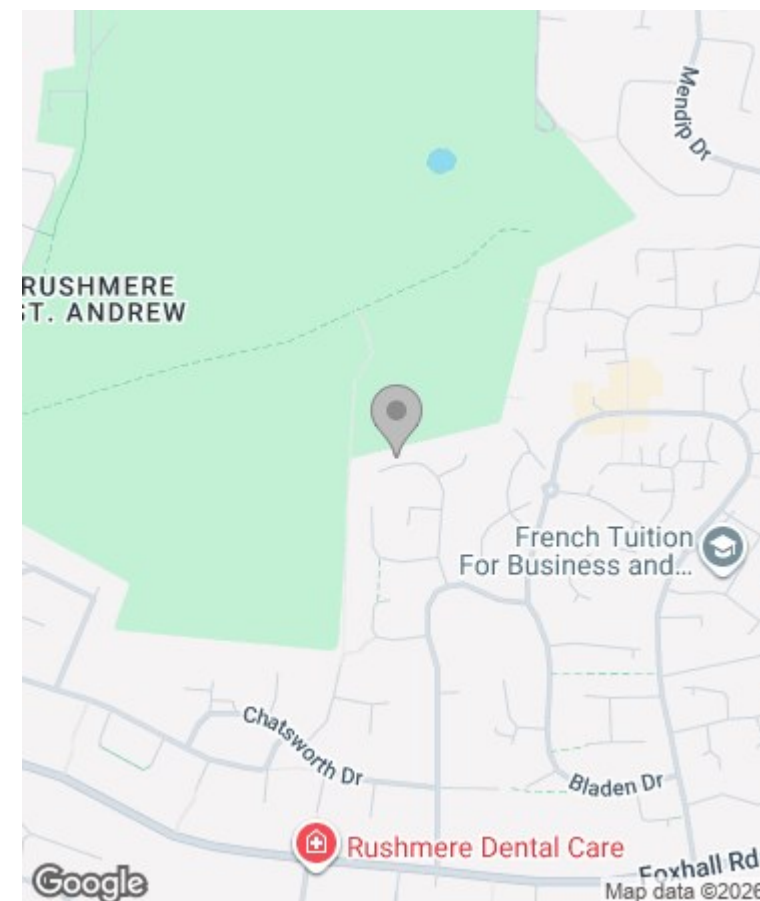 Mendip Dr
RUSHMERE
ST. ANDREW
French Tuition
For Business and...
Chatsworth Dr
Bladen Dr
Rushmere Dental Care
Foxhall Rd
Google
Map data ©2026